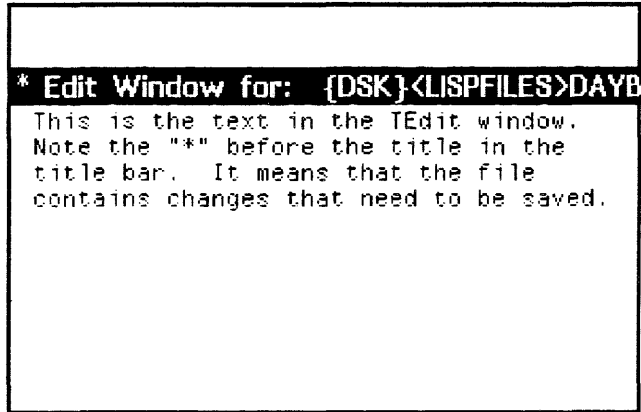 * Edit Window for: {DSK}<LISPFILES>DAYB
This is the text in the TEdit window.
Note the "*" before the title in the
title bar. It means that the file
contains changes that need to be saved.